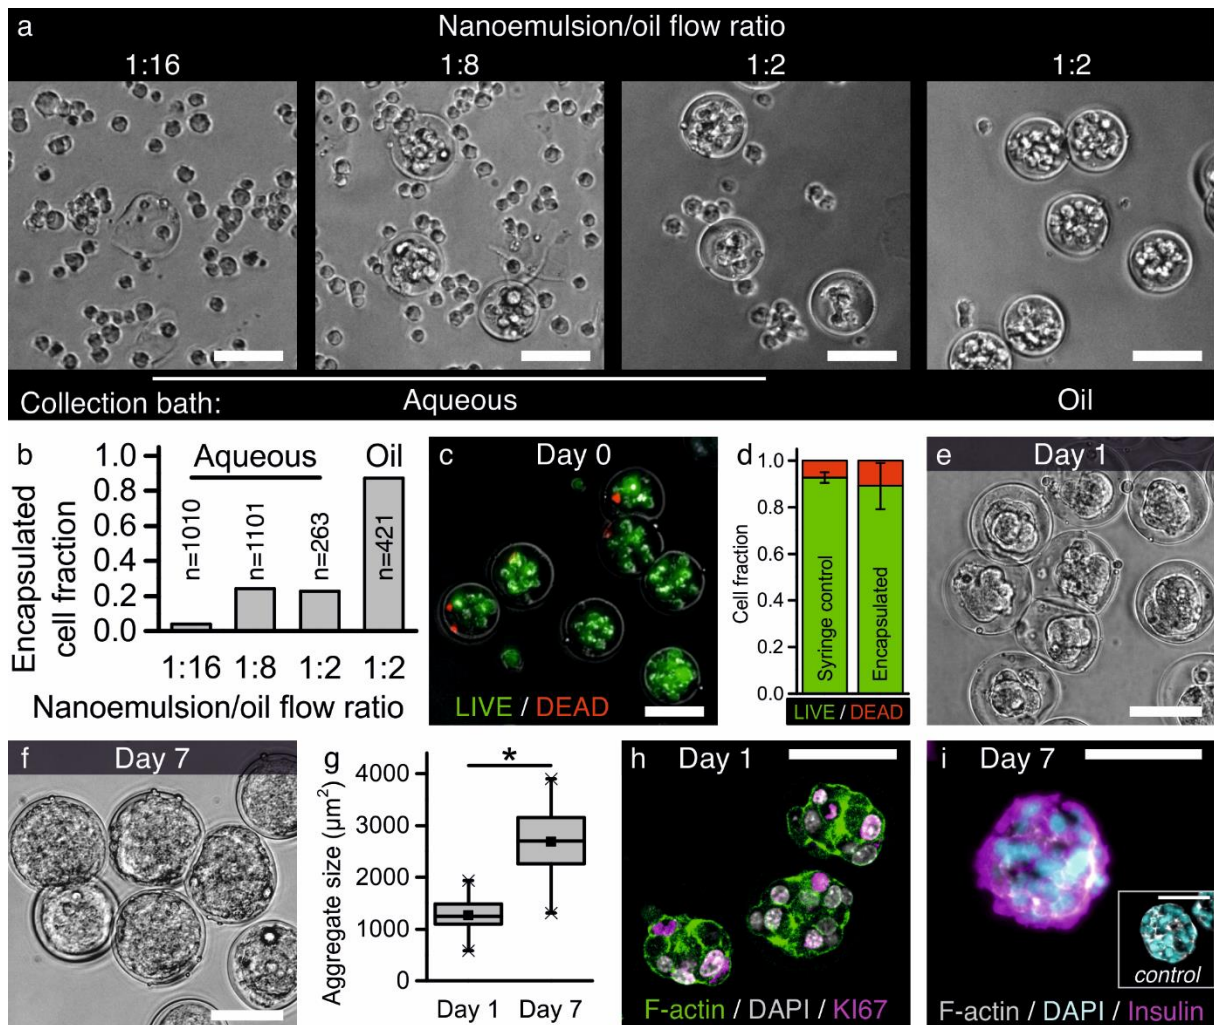 a
Nanoemulsion/oil flow ratio
1:16 1:8 1:2 1:2
Collection bath: Aqueous Oil
b
Encapsulated
cell fraction
1.0
0.8
0.6
0.4
0.2
0.0
Aqueous Oil
n=1010 n=1101 n=263 n=421
1:16 1:8 1:2 1:2
Nanoemulsion/oil flow ratio
c Day 0
LIVE / DEAD
d
Cell fraction
1.0
0.8
0.6
0.4
0.2
0.0
Syringe control
Encapsulated
LIVE / DEAD
e Day 1
f Day 7
g
Aggregate size (µm²)
4000
3000
2000
1000
0
*
Day 1 Day 7
h Day 1
F-actin / DAPI / KI67
i Day 7
control
F-actin / DAPI / Insulin